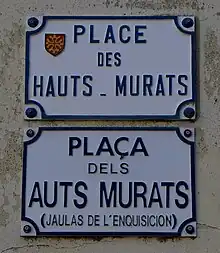 PLACE
DES
HAUTS - MURATS
PLAÇA
DELS
AUTS MURATS
(JAULAS DE L'ENQUISICION)